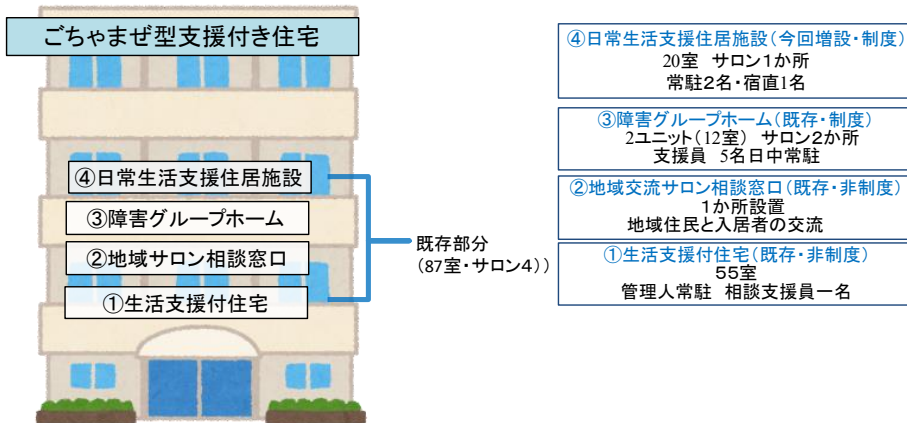 ごちゃまぜ型支援付き住宅
④日常生活支援住居施設
③障害グループホーム
②地域サロン相談窓口
①生活支援付住宅
既存部分
（87室・サロン4））
④日常生活支援住居施設（今回増設・制度）
20室　サロン１か所
常駐２名・宿直1名
③障害グループホーム（既存・制度）
2ユニット（12室）　サロン２か所
支援員　５名日中常駐
②地域交流サロン相談窓口（既存・非制度）
１か所設置
地域住民と入居者の交流
①生活支援付住宅（既存・非制度）
５５室
管理人常駐　相談支援員一名